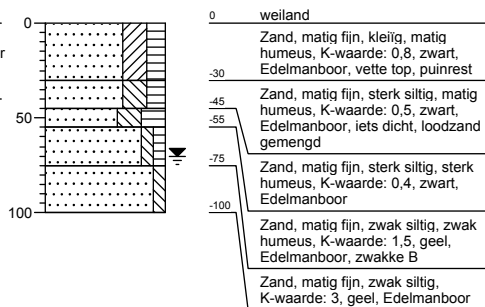 0
50
100
r
0 weiland
Zand, matig fijn, kleiïg, matig
humeus, K-waarde: 0,8, zwart,
Edelmanboor, vette top, puinrest
-30
Zand, matig fijn, sterk siltig, matig
humeus, K-waarde: 0,5, zwart,
Edelmanboor, iets dicht, loodzand
gemengd
-45
Zand, matig fijn, sterk siltig, sterk
humeus, K-waarde: 0,4, zwart,
Edelmanboor
-55
Zand, matig fijn, zwak siltig, zwak
humeus, K-waarde: 1,5, geel,
Edelmanboor, zwakke B
-75
Zand, matig fijn, zwak siltig,
K-waarde: 3, geel, Edelmanboor
-100